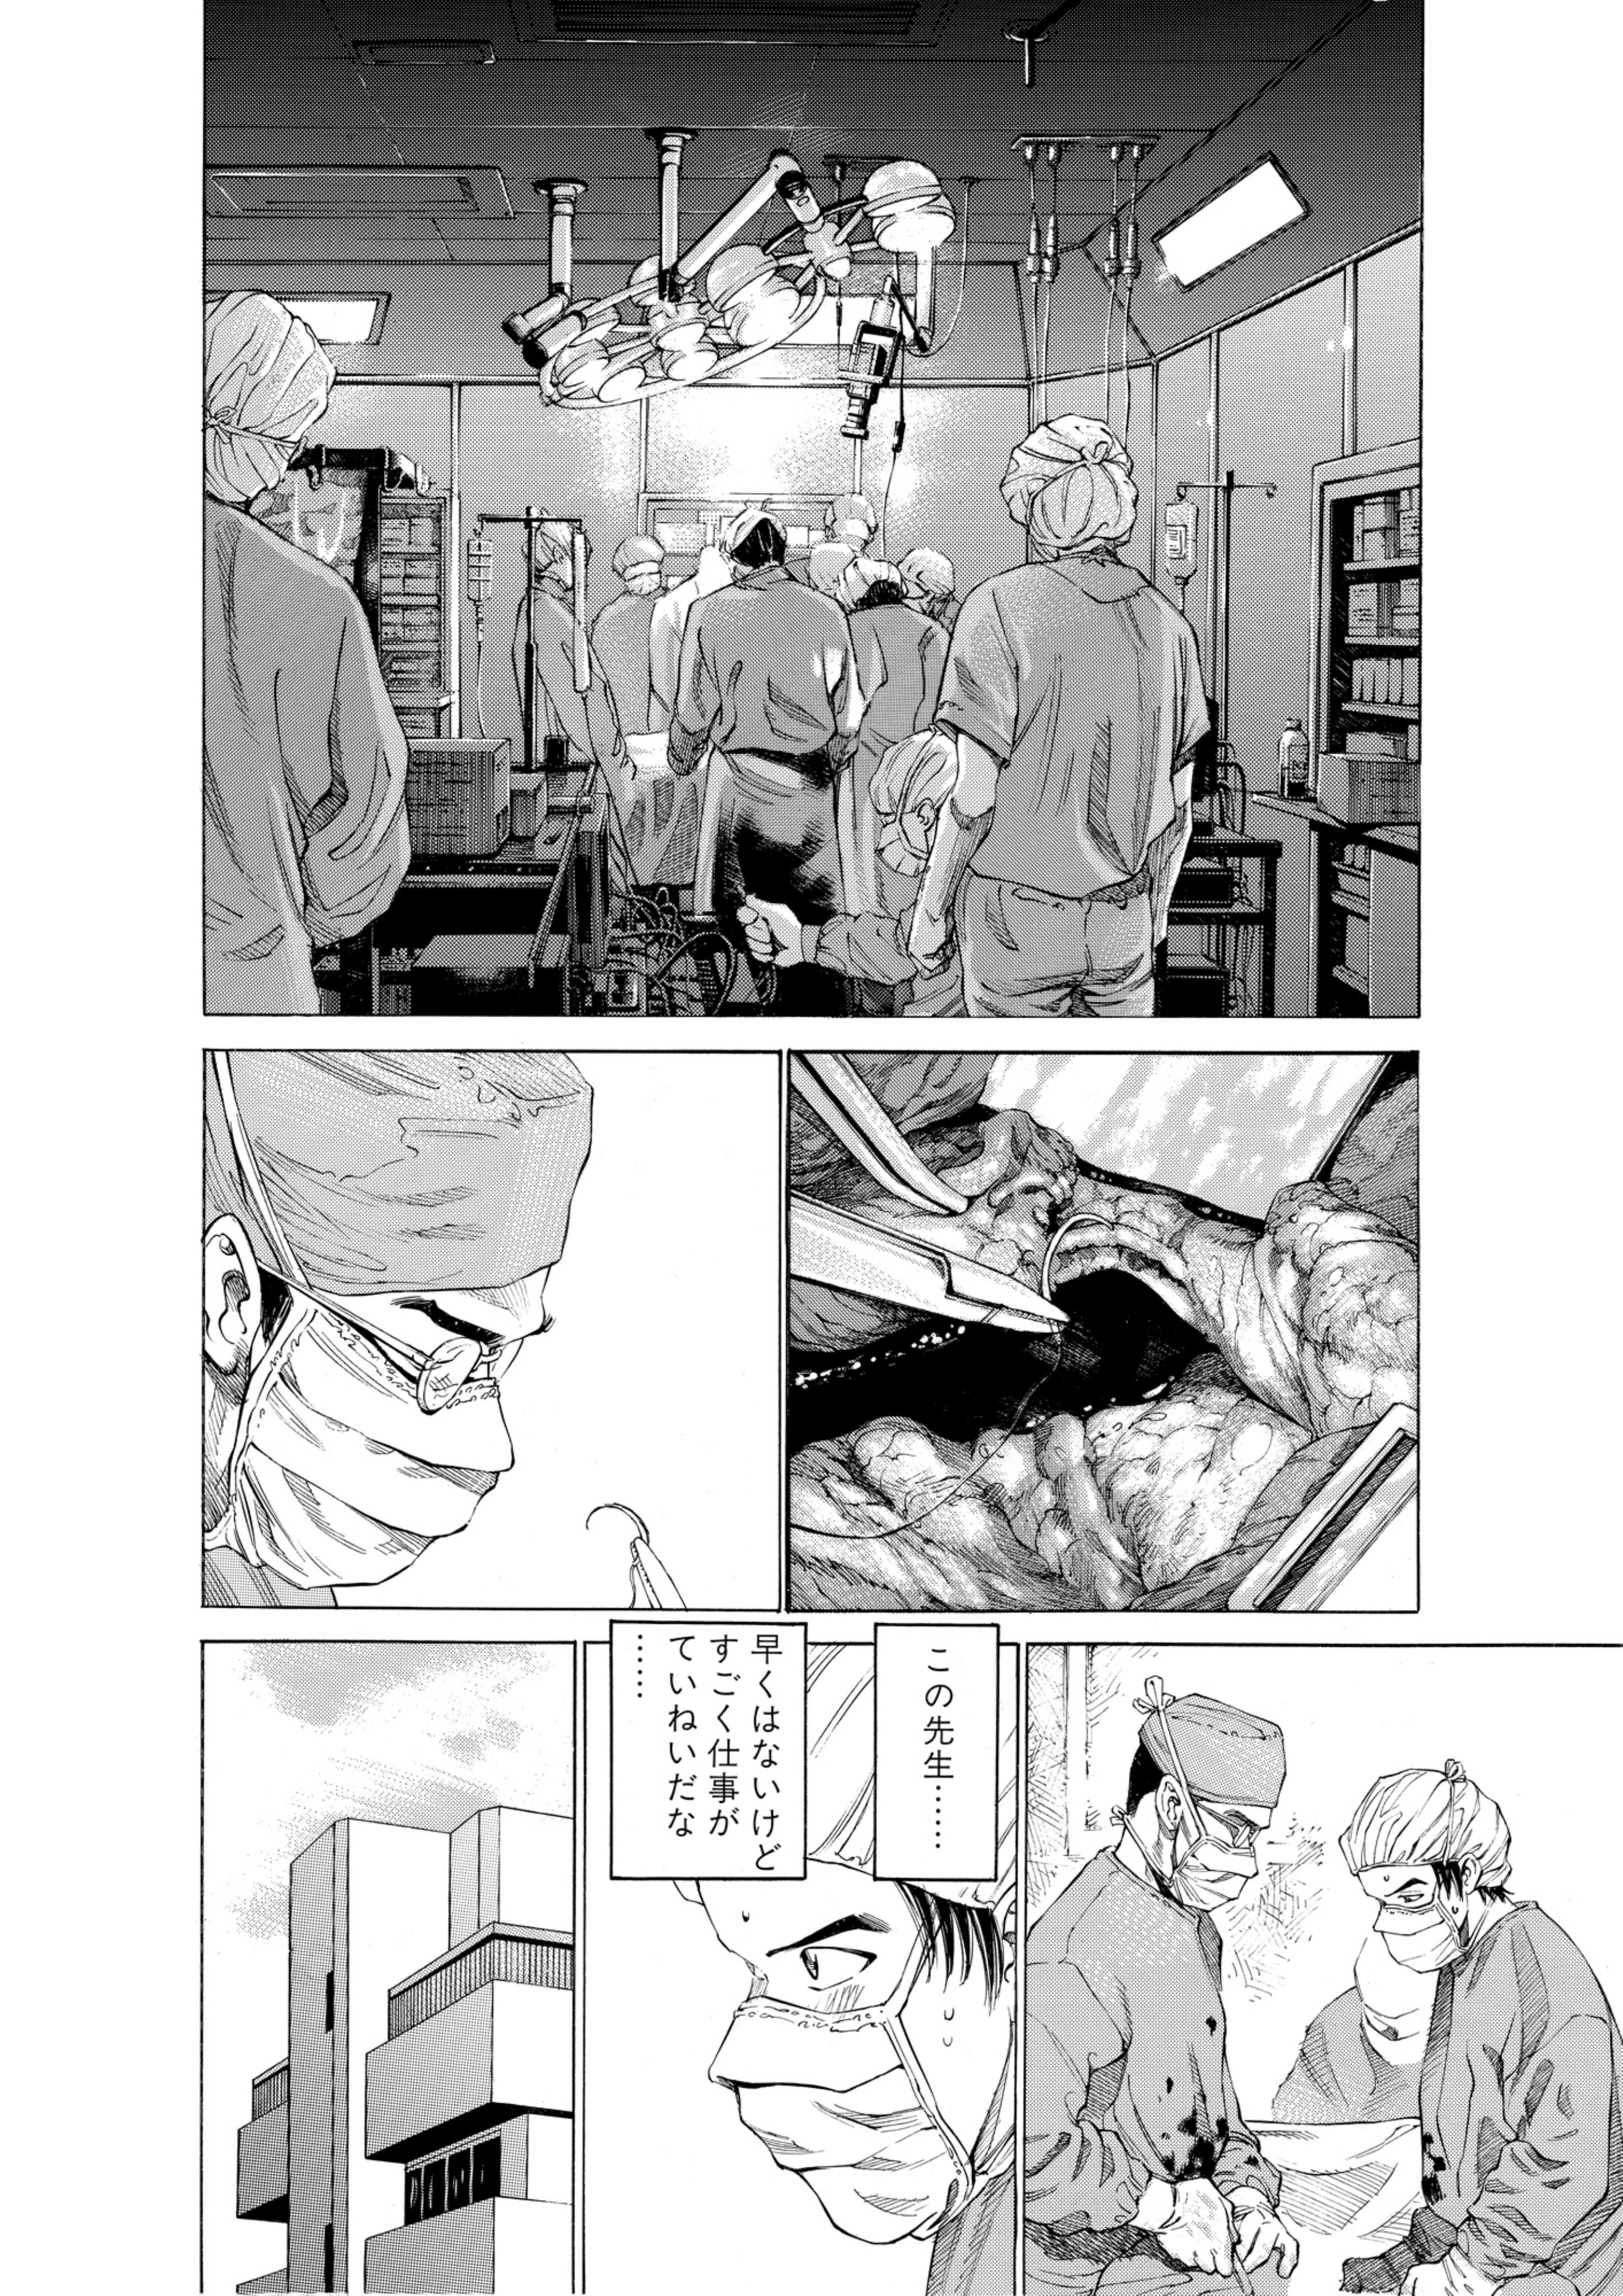 この先生……
早くはないけど
すごく仕事が
ていねいだな
……